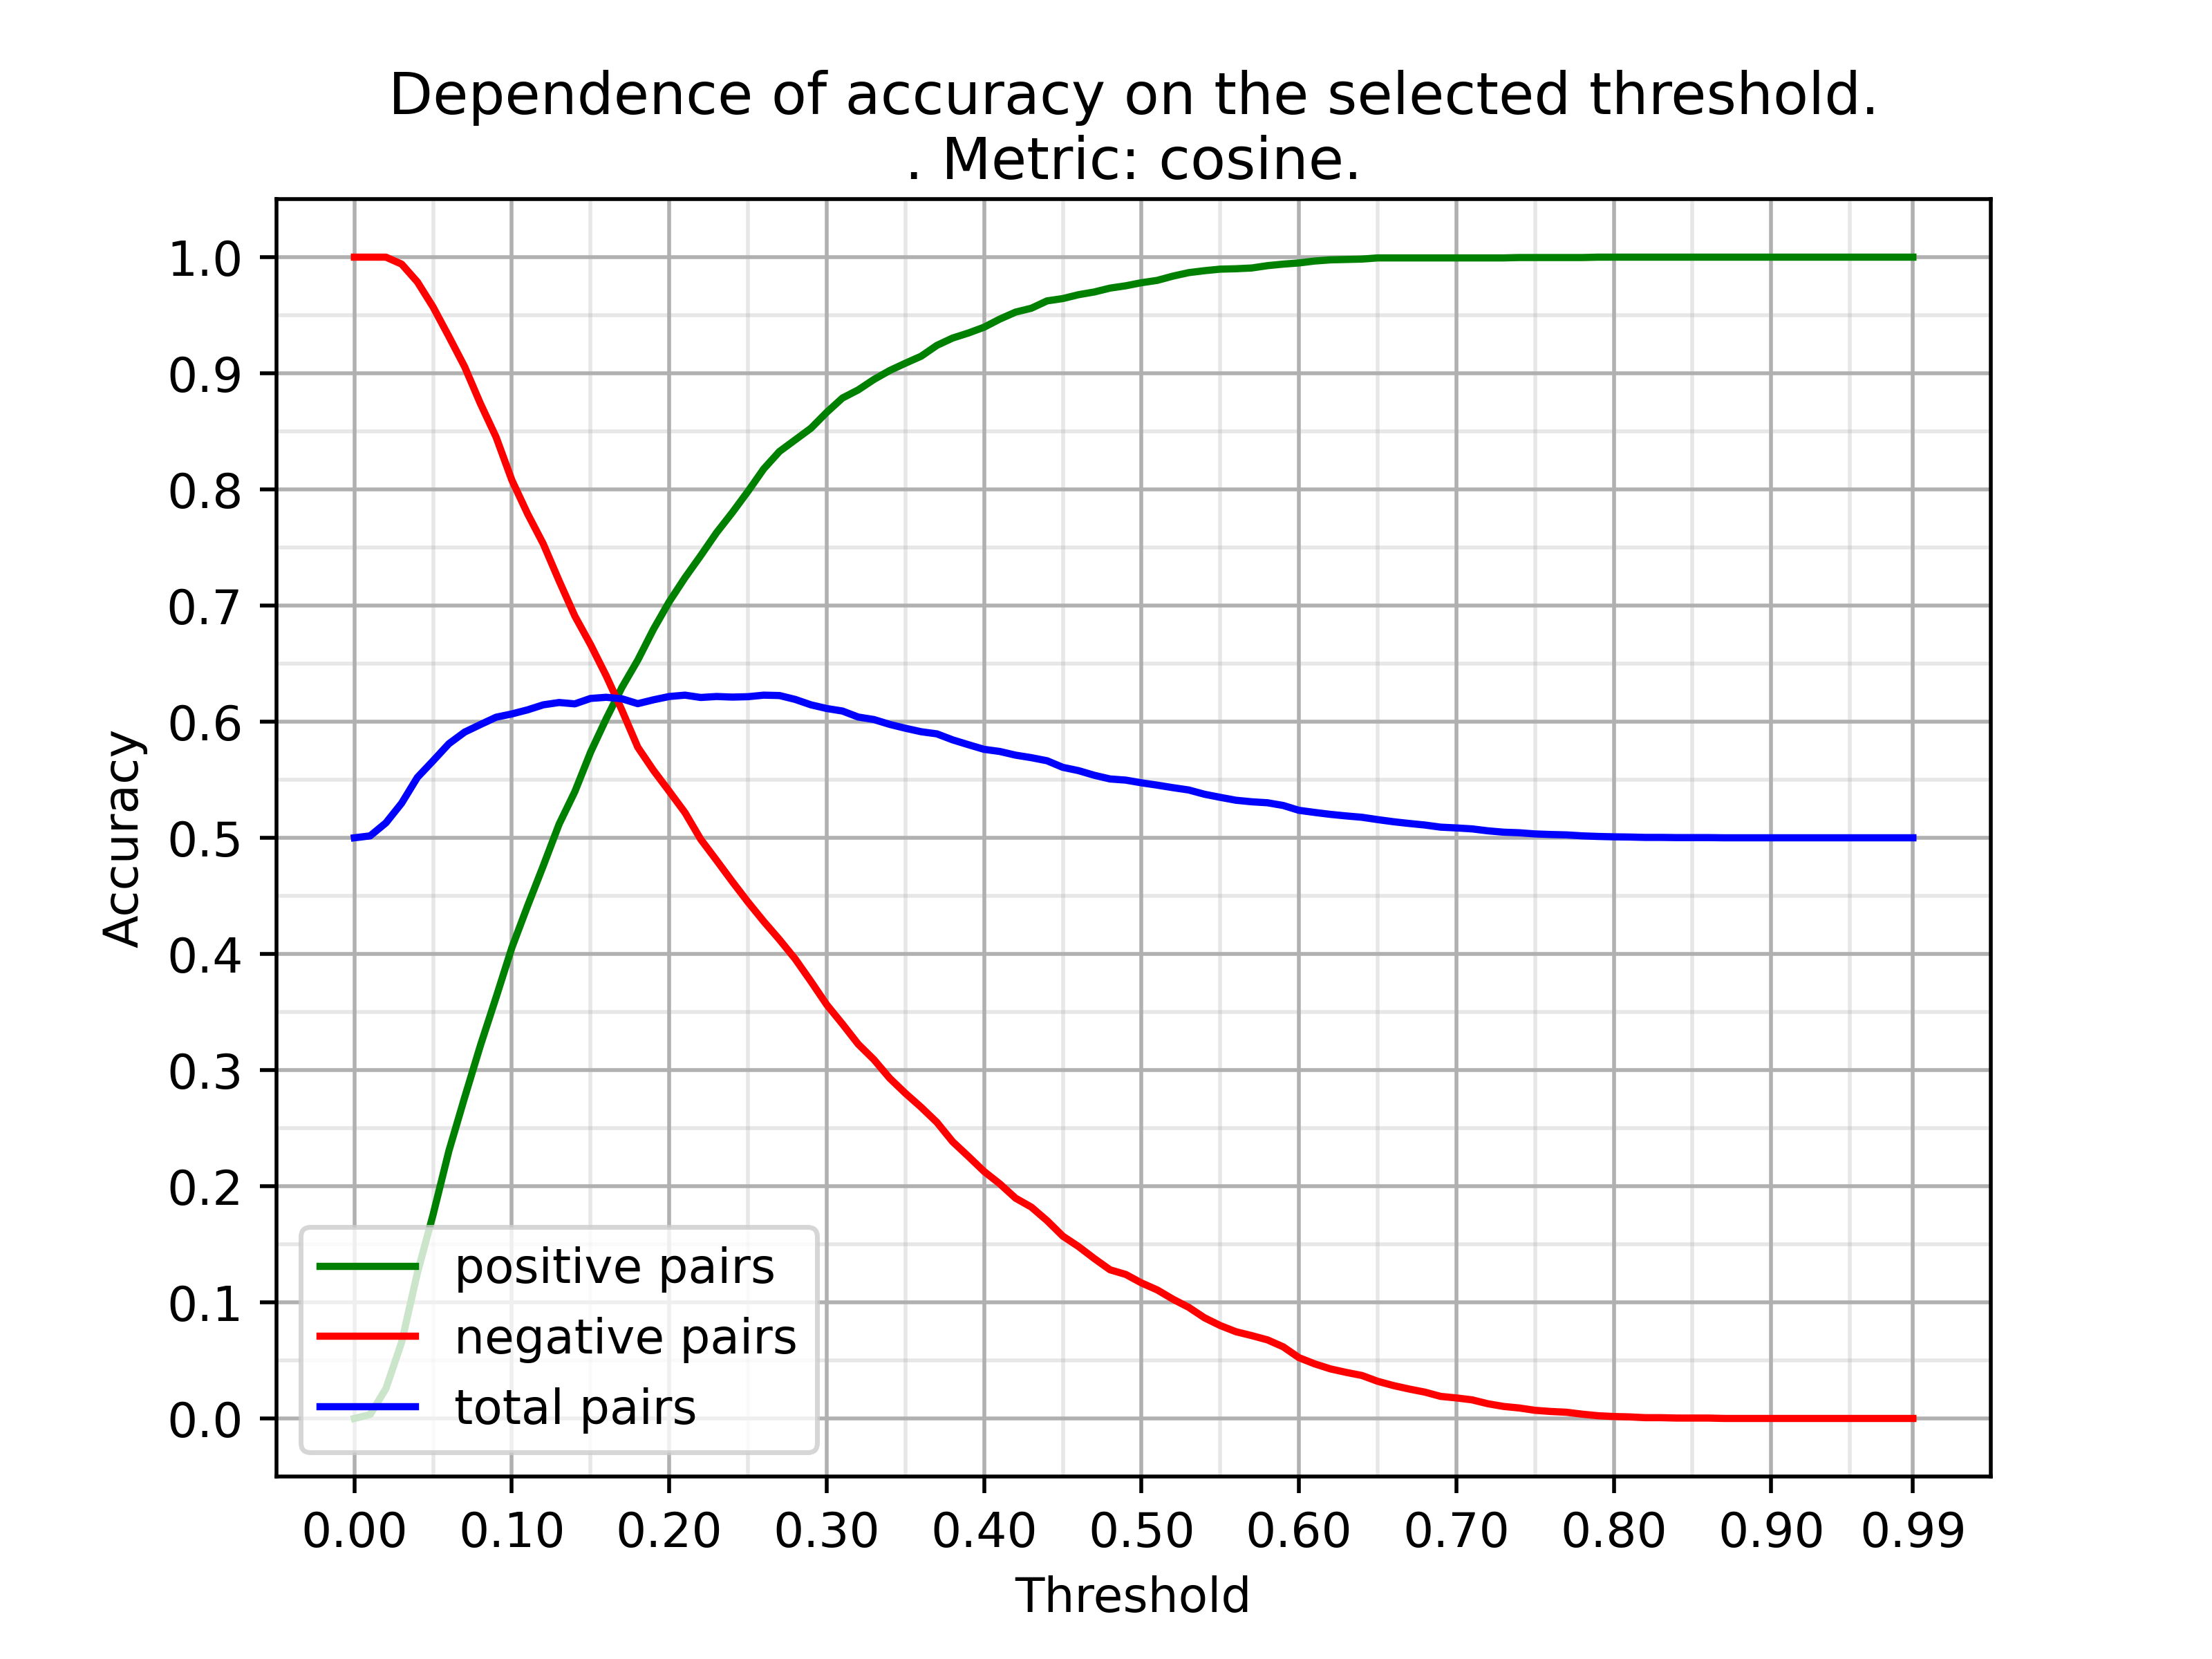 Dependence of accuracy on the selected threshold.
. Metric: cosine.
1.0
0.9
0.8
0.7
0.6
0.5
0.4
0.3
0.2
0.1
0.0
Accuracy
positive pairs
negative pairs
total pairs
0.00 0.10 0.20 0.30 0.40 0.50 0.60 0.70 0.80 0.90 0.99
Threshold